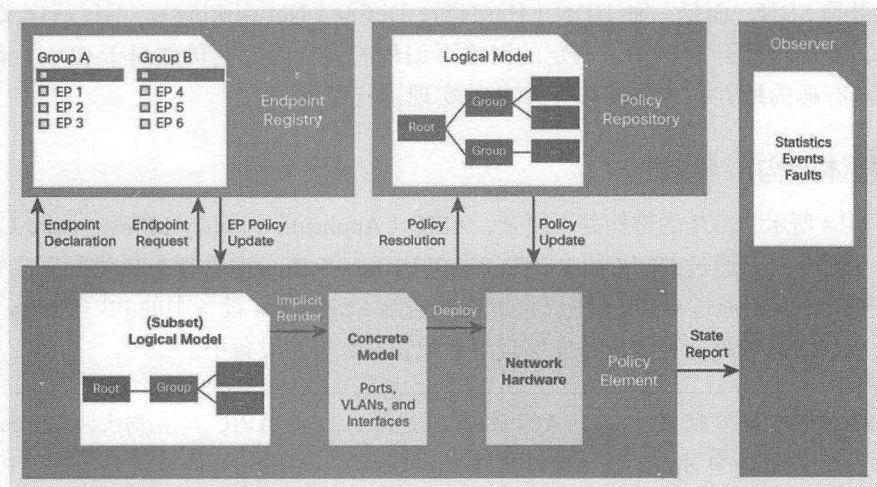 Group A
Group B
EP 1
EP 2
EP 3
EP 4
EP 5
EP 6
Endpoint
Registry
Logical Model
Root
Group
Group
Policy
Repository
Observer
Statistics
Events
Faults
Endpoint
Declaration
Endpoint
Request
EP Policy
Update
Policy
Resolution
Policy
Update
(Subset)
Logical Model
Root
Group
Implicit
Render
Concrete
Model
Ports,
VLANs, and
Interfaces
Deploy
Network
Hardware
Policy
Element
State
Report